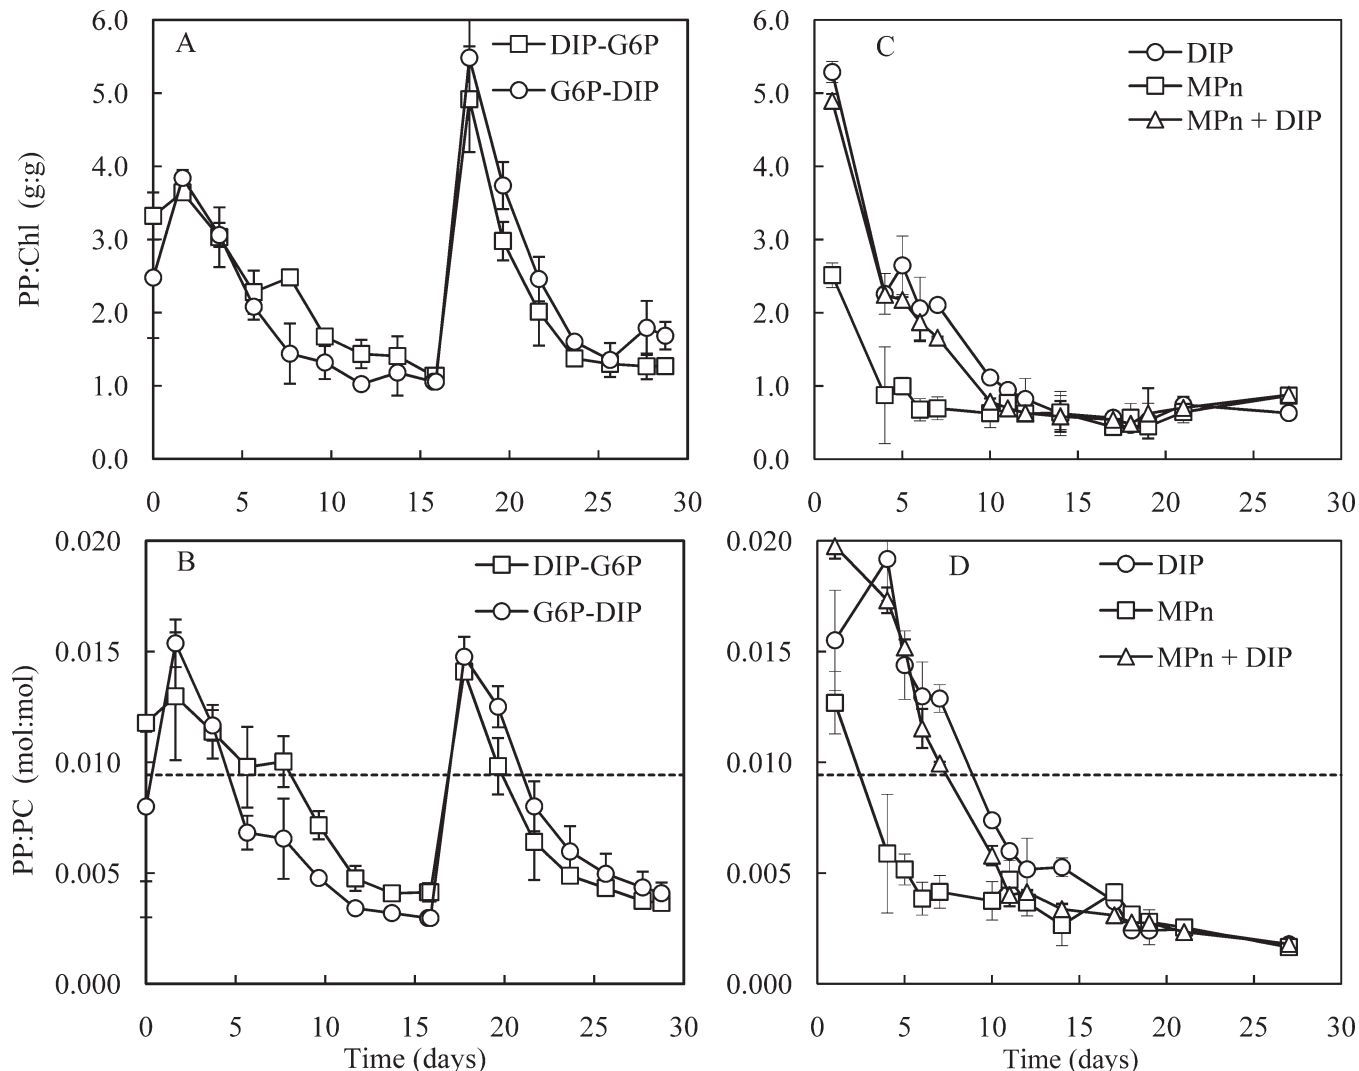 A
DIP-G6P
G6P-DIP
PP:Chl (g:g)
6.0
5.0
4.0
3.0
2.0
1.0
0.0
0 5 10 15 20 25 30
C
DIP
MPn
MPn + DIP
6.0
5.0
4.0
3.0
2.0
1.0
0.0
0 5 10 15 20 25 30
B
DIP-G6P
G6P-DIP
PP:PC (mol:mol)
0.020
0.015
0.010
0.005
0.000
0 5 10 15 20 25 30
Time (days)
D
DIP
MPn
MPn + DIP
0.020
0.015
0.010
0.005
0.000
0 5 10 15 20 25 30
Time (days)